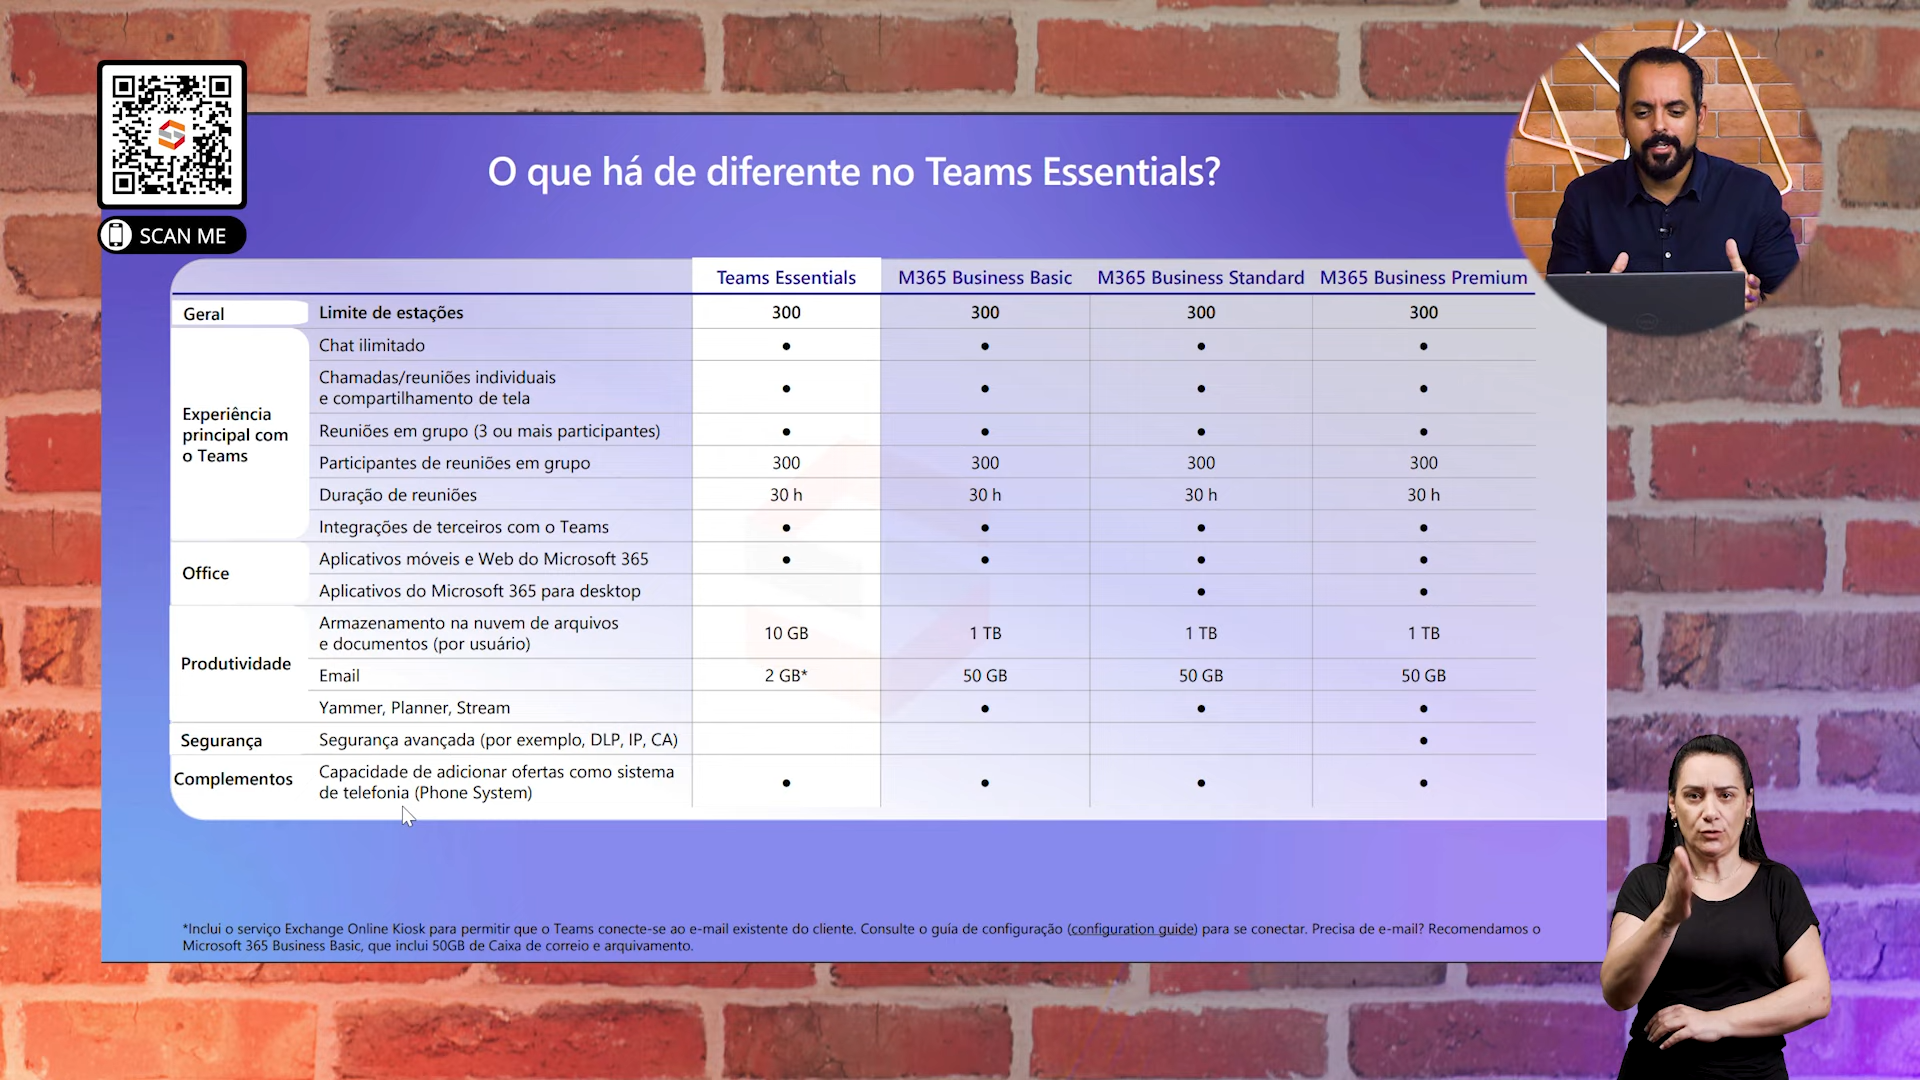 SCAN ME
O que há de diferente no Teams Essentials?
Teams Essentials M365 Business Basic M365 Business Standard M365 Business Premium
Geral Limite de estações 300 300 300 300
Experiência principal com o Teams
Chat ilimitado • • • •
Chamadas/reuniões individuais
e compartilhamento de tela • • • •
Reuniões em grupo (3 ou mais participantes) • • • •
Participantes de reuniões em grupo 300 300 300 300
Duração de reuniões 30 h 30 h 30 h 30 h
Integrações de terceiros com o Teams • • • •
Office
Aplicativos móveis e Web do Microsoft 365 • • • •
Aplicativos do Microsoft 365 para desktop • •
Produtividade
Armazenamento na nuvem de arquivos
e documentos (por usuário) 10 GB 1 TB 1 TB 1 TB
Email 2 GB* 50 GB 50 GB 50 GB
Yammer, Planner, Stream • • •
Segurança Segurança avançada (por exemplo, DLP, IP, CA) •
Complementos
Capacidade de adicionar ofertas como sistema
de telefonia (Phone System) • • • •
*Inclui o serviço Exchange Online Kiosk para permitir que o Teams conecte-se ao e-mail existente do cliente. Consulte o guía de configuração (configuration guide) para se conectar. Precisa de e-mail? Recomendamos o
Microsoft 365 Business Basic, que inclui 50GB de Caixa de correio e arquivamento.